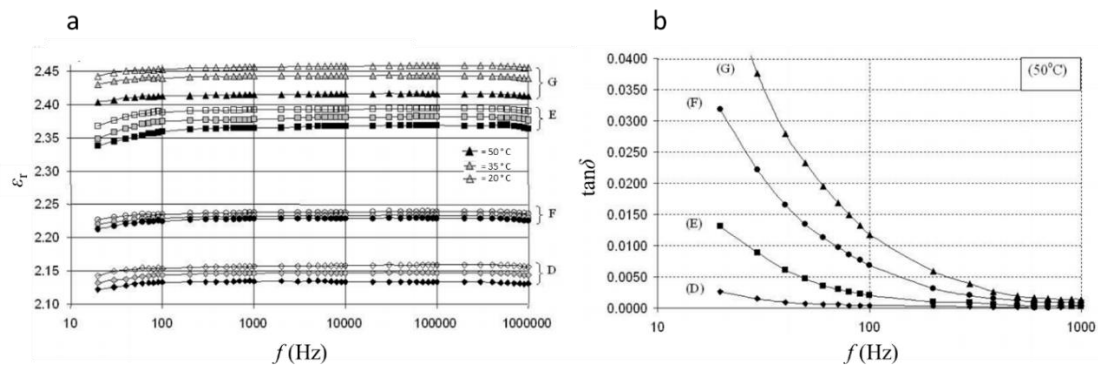 a
2.45
2.40
2.35
2.30
2.25
2.20
2.15
2.10
εr
10
100
1000
10000
100000
1000000
f (Hz)
G
E
= 50°C
= 35°C
= 20°C
F
D
b
0.0400
0.0350
0.0300
0.0250
0.0200
0.0150
0.0100
0.0050
0.0000
tanδ
10
100
1000
f (Hz)
(G)
(50°C)
(F)
(E)
(D)